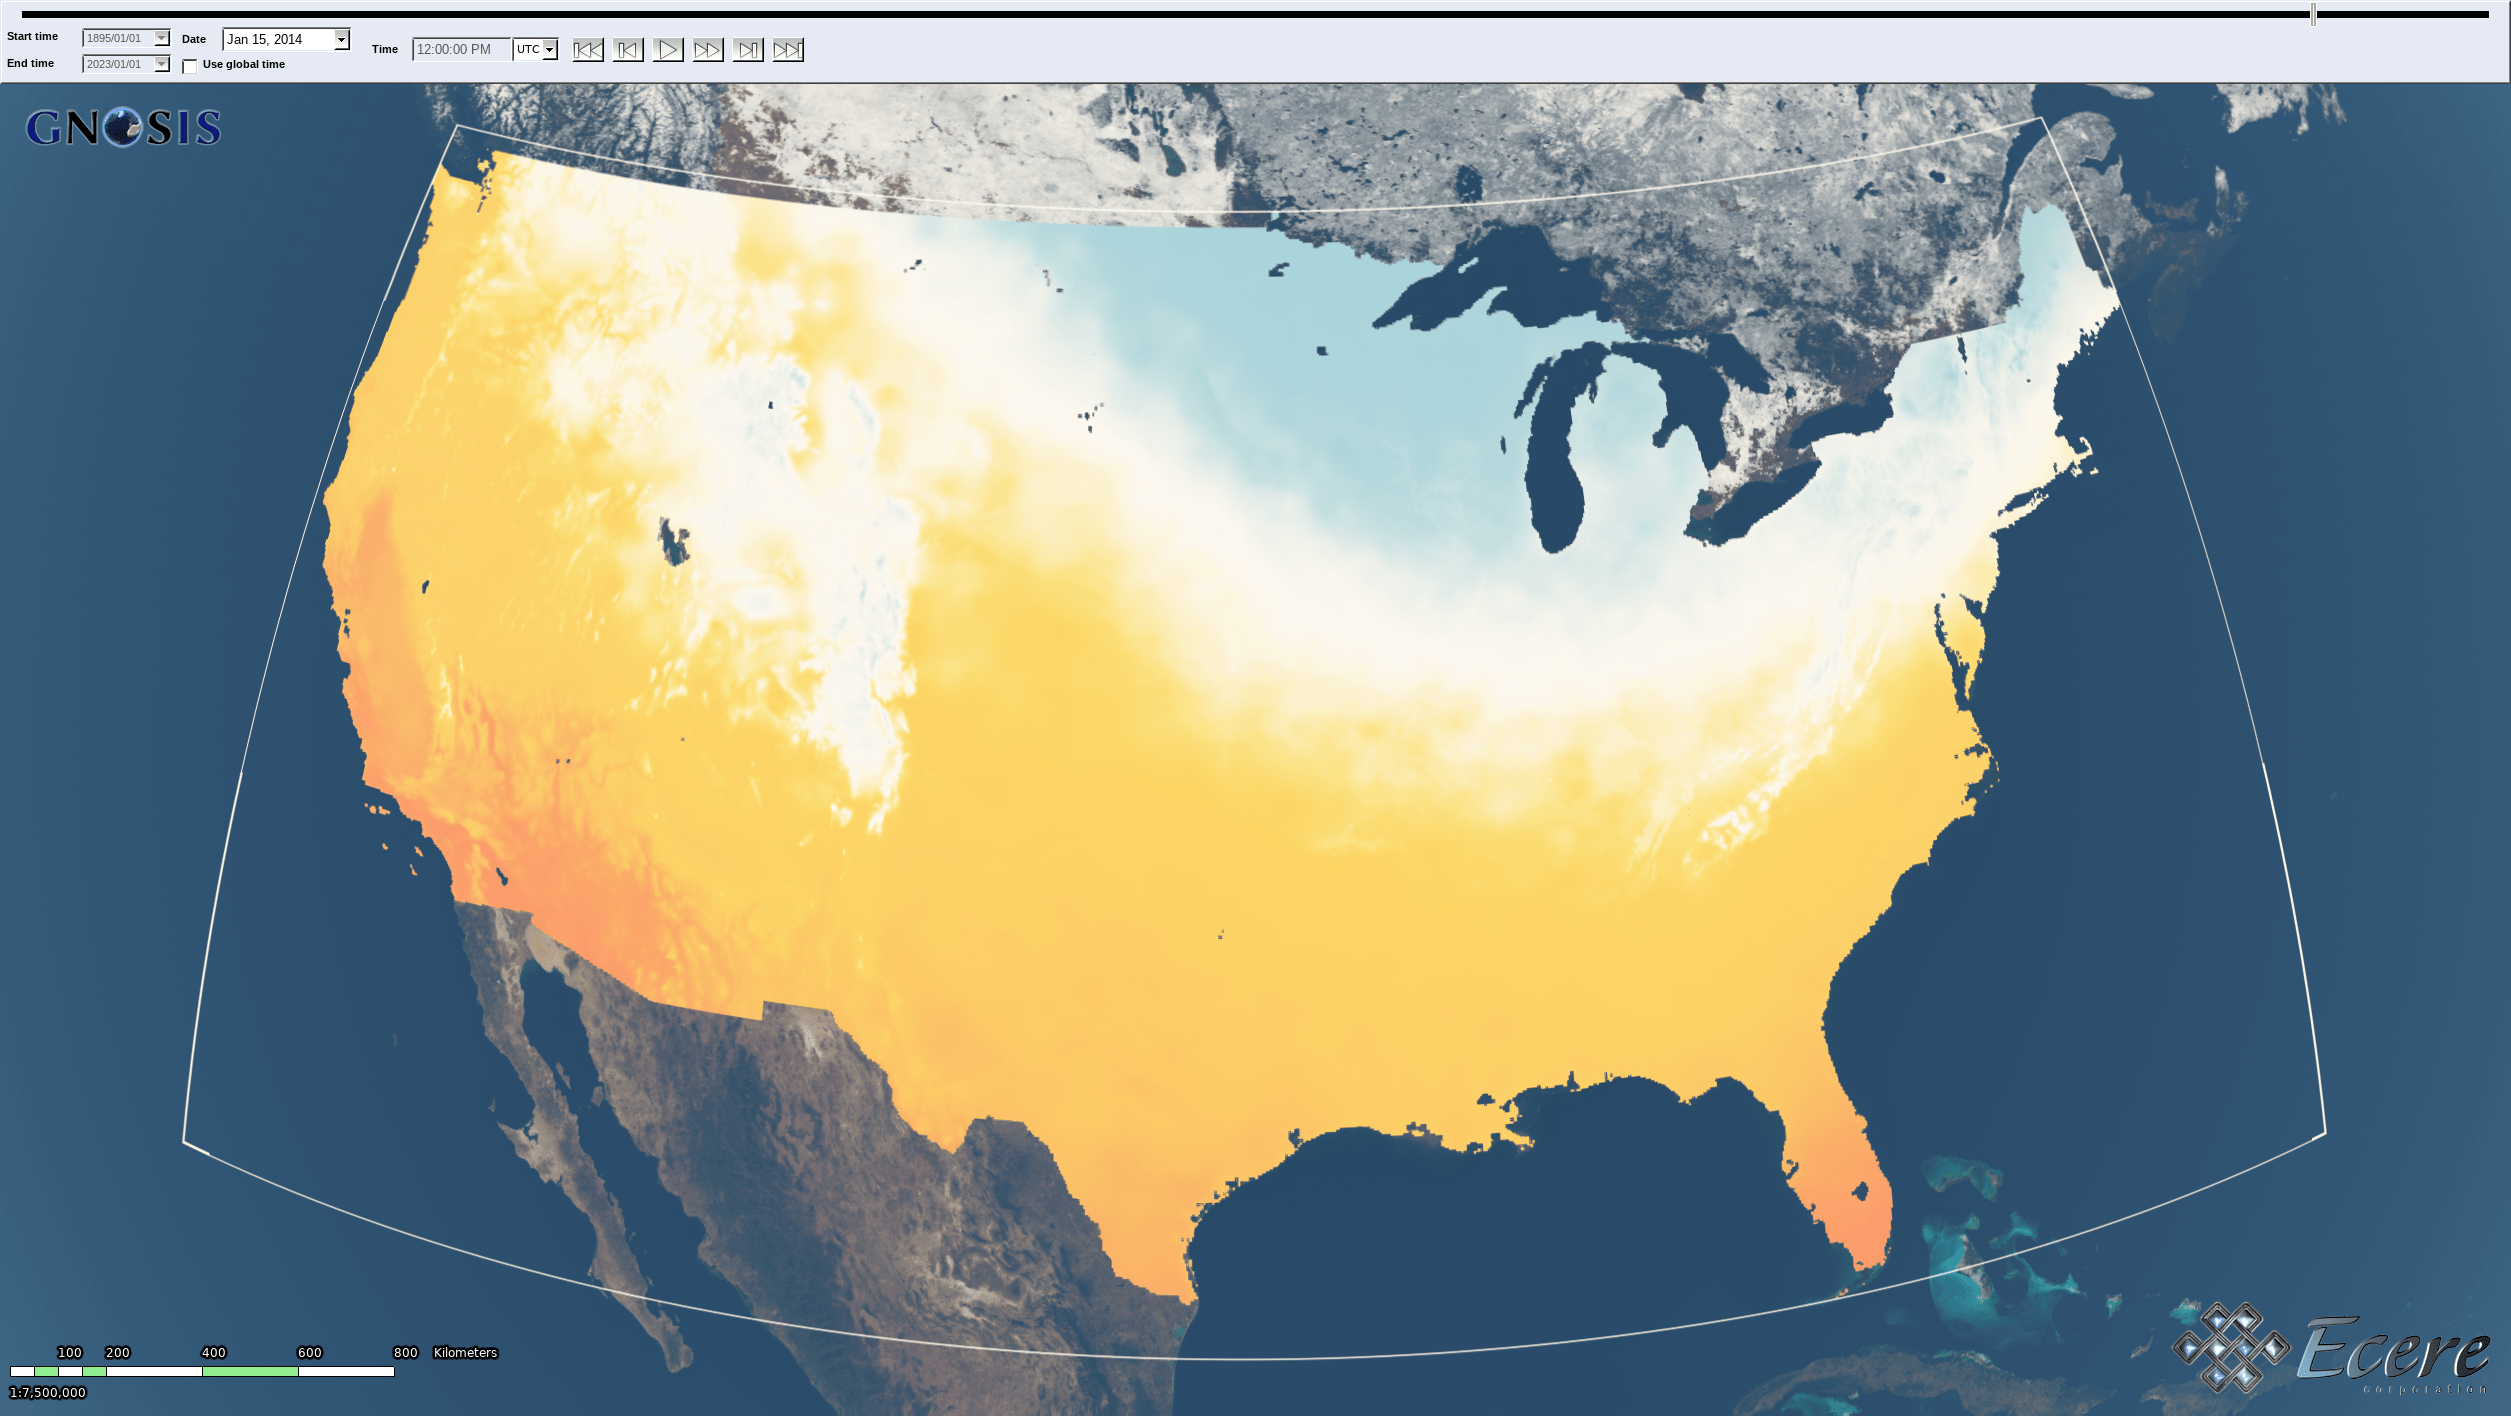 Start time 1895/01/01 Date Jan 15, 2014 Time 12:00:00 PM UTC
End time 2023/01/01 Use global time
GNOSIS
100 200 400 600 800 Kilometers
1:7,500,000
Ecere
corporation